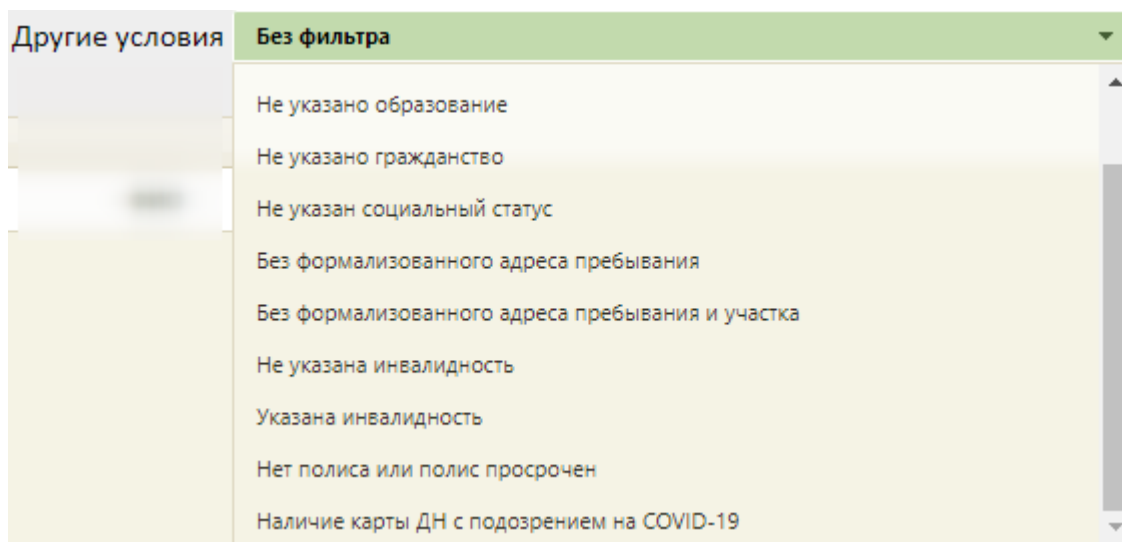 Другие условия
Без фильтра
Не указано образование
Не указано гражданство
Не указан социальный статус
Без формализованного адреса пребывания
Без формализованного адреса пребывания и участка
Не указана инвалидность
Указана инвалидность
Нет полиса или полис просрочен
Наличие карты ДН с подозрением на COVID-19